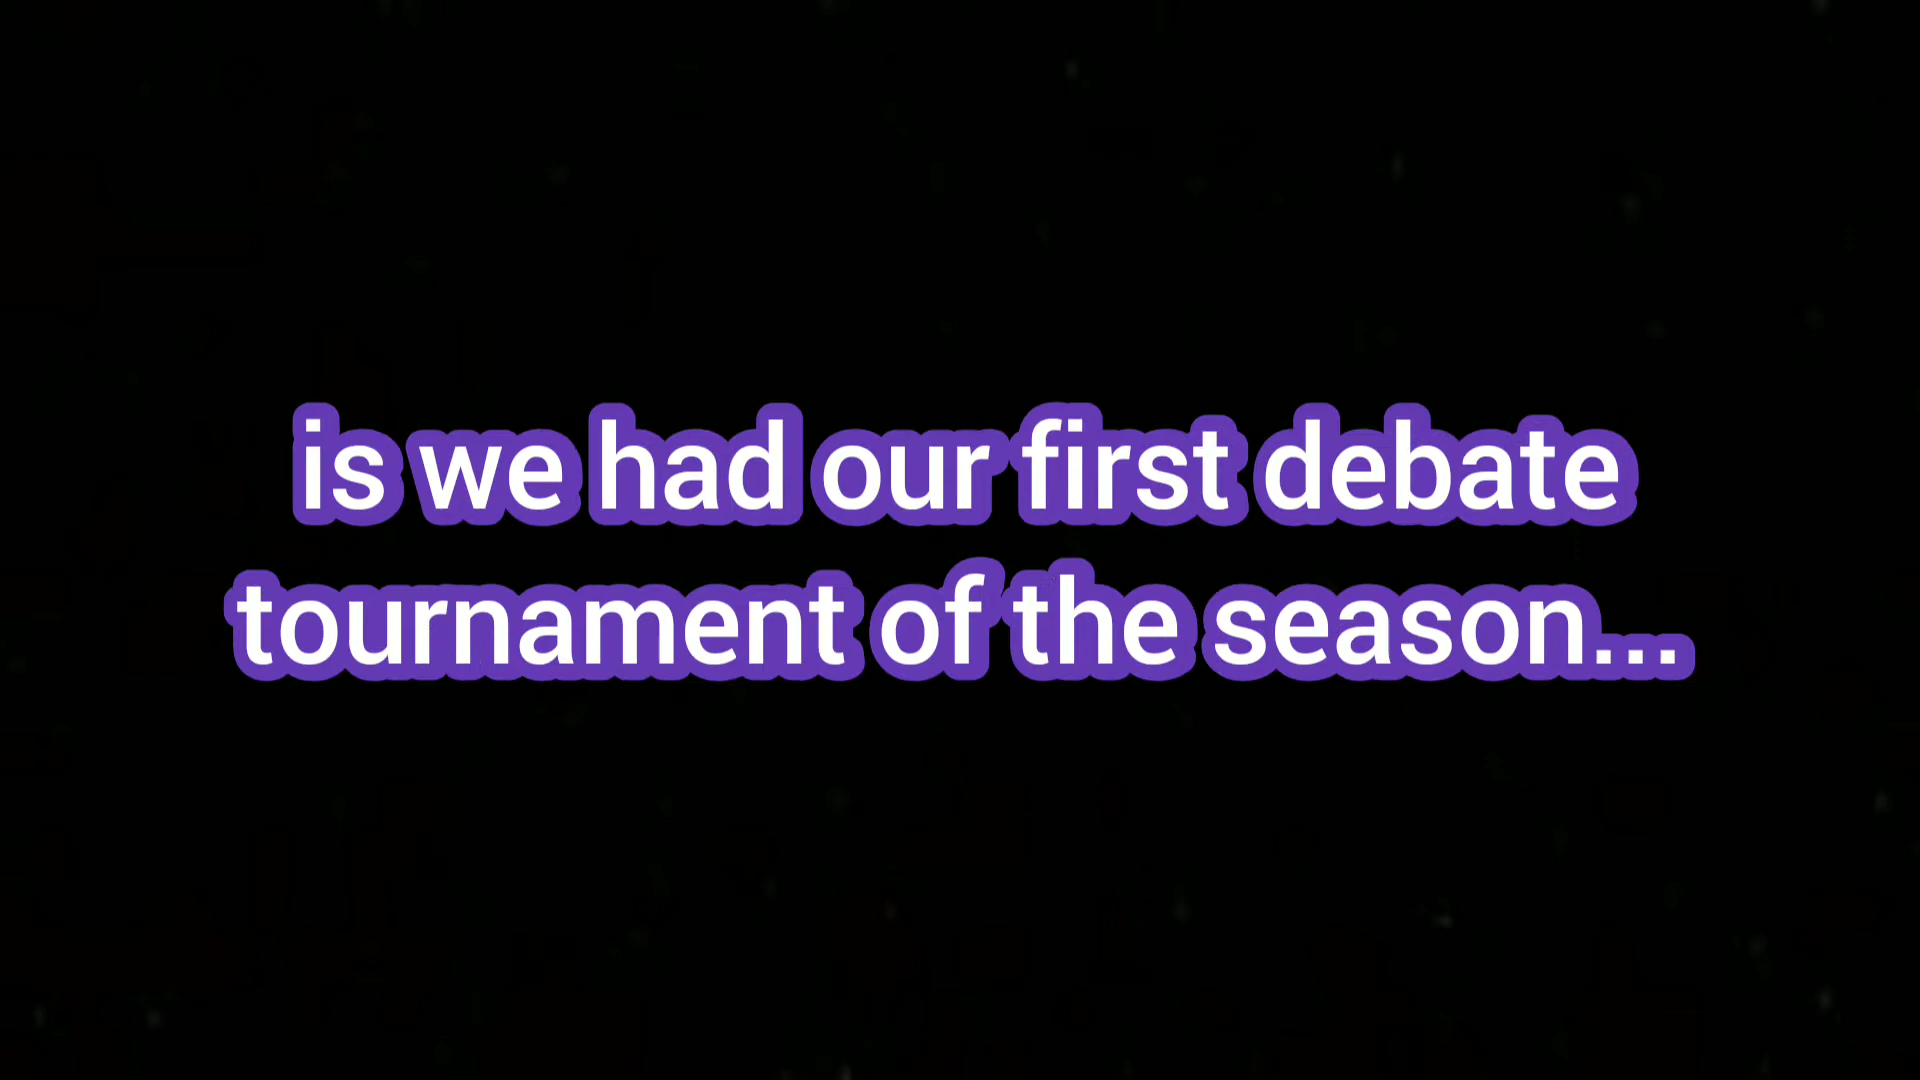 is we had our first debate
tournament of the season...